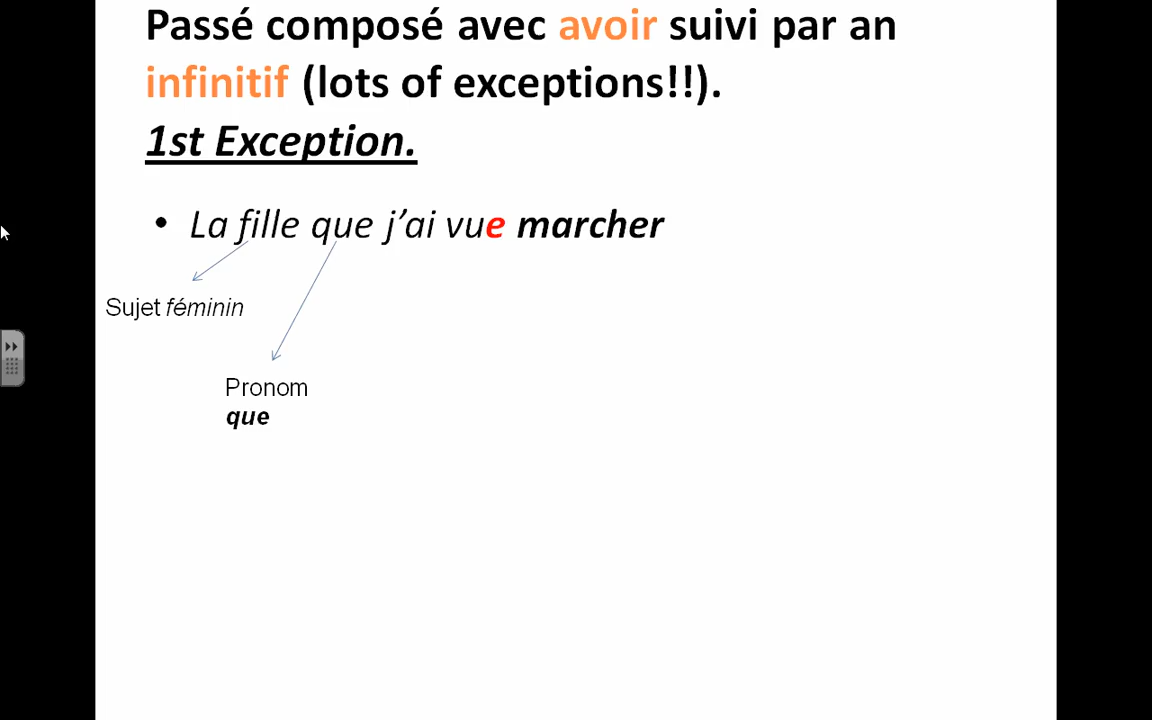 Passé composé avec avoir suivi par an
infinitif (lots of exceptions!!).
1st Exception.
• La fille que j’ai vue marcher
Sujet féminin
Pronom
que